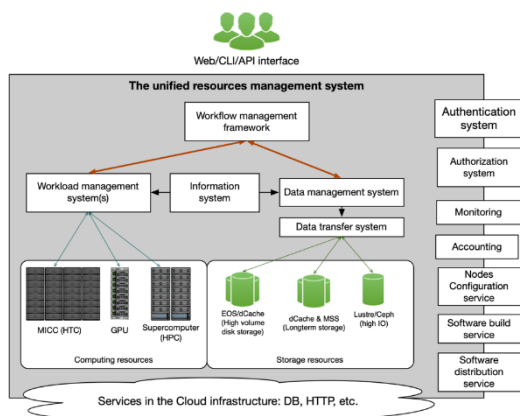 Web/CLI/API interface
The unified resources management system
Workflow management
framework
Workload management
system(s)
Information
system
Data management system
Data transfer system
MICC (HTC)
GPU
Supercomputer
(HPC)
Computing resources
EOS/dCache
(High volume
disk storage)
dCache & MSS
(Longterm storage)
Lustre/Ceph
(high IO)
Storage resources
Authentication
system
Authorization
system
Monitoring
Accounting
Nodes
Configuration
service
Software build
service
Software
distribution
service
Services in the Cloud infrastructure: DB, HTTP, etc.